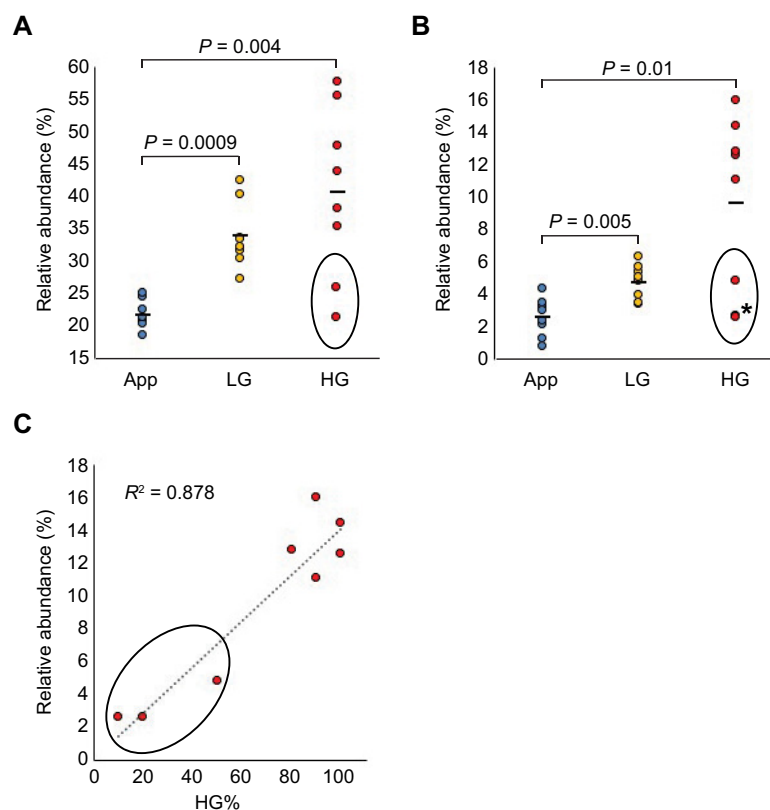 A
P = 0.004
P = 0.0009
Relative abundance (%)
60
55
50
45
40
35
30
25
20
15
App LG HG
B
P = 0.01
P = 0.005
Relative abundance (%)
18
16
14
12
10
8
6
4
2
0
*
App LG HG
C
R² = 0.878
Relative abundance (%)
18
16
14
12
10
8
6
4
2
0
0 20 40 60 80 100
HG%